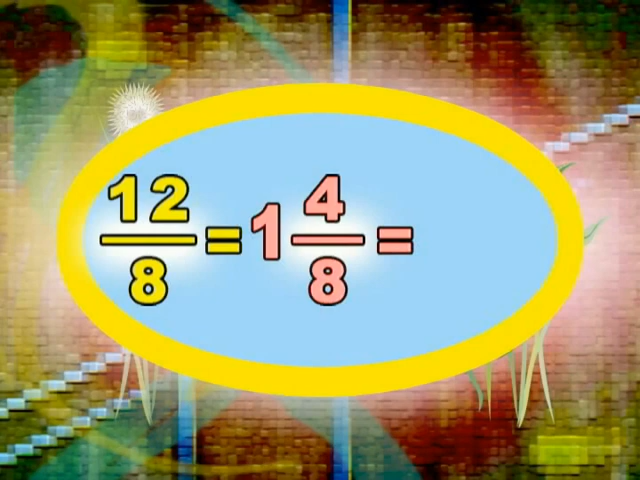 12/8 = 1 4/8 =